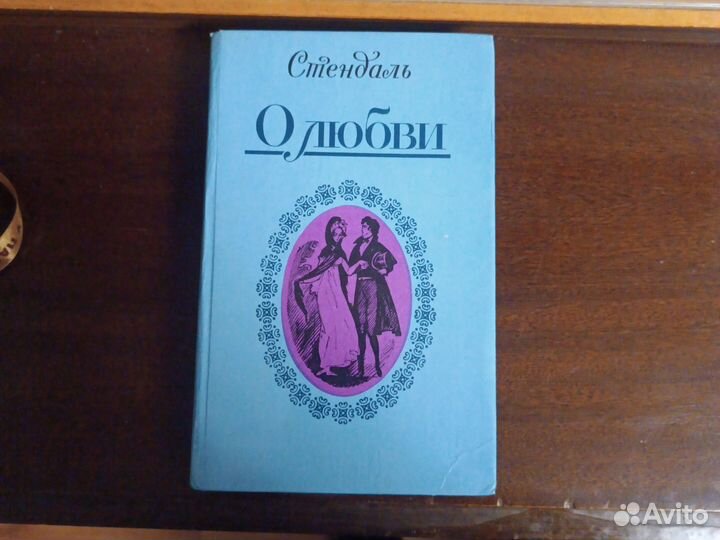 Стендаль
О любви
Avito